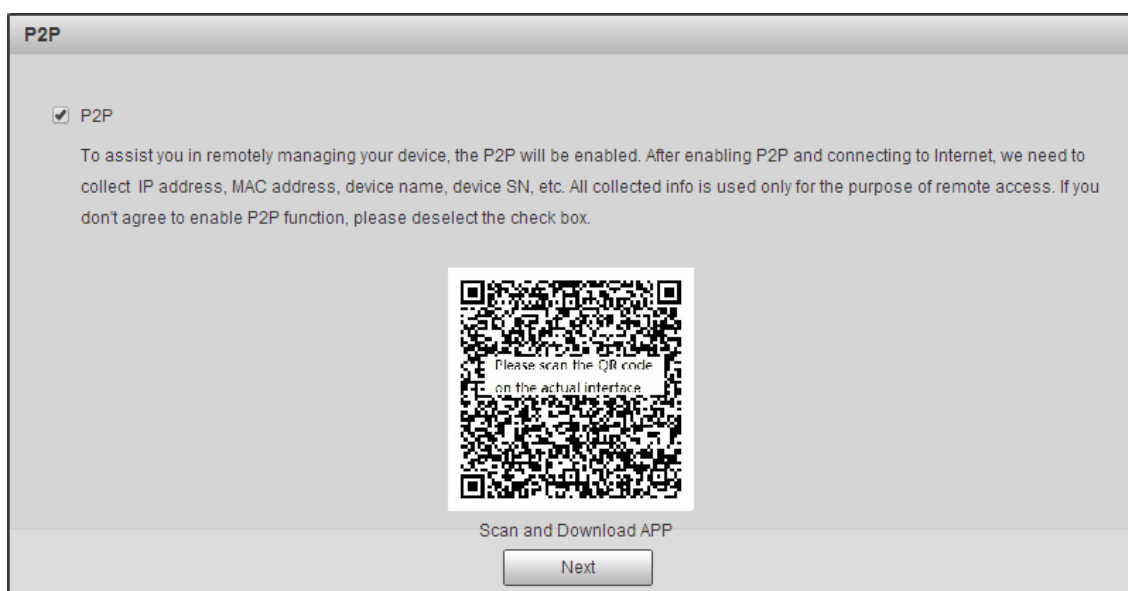 P2P
P2P
To assist you in remotely managing your device, the P2P will be enabled. After enabling P2P and connecting to Internet, we need to
collect IP address, MAC address, device name, device SN, etc. All collected info is used only for the purpose of remote access. If you
don't agree to enable P2P function, please deselect the check box.
Please scan the QR code
on the actual interface
Scan and Download APP
Next